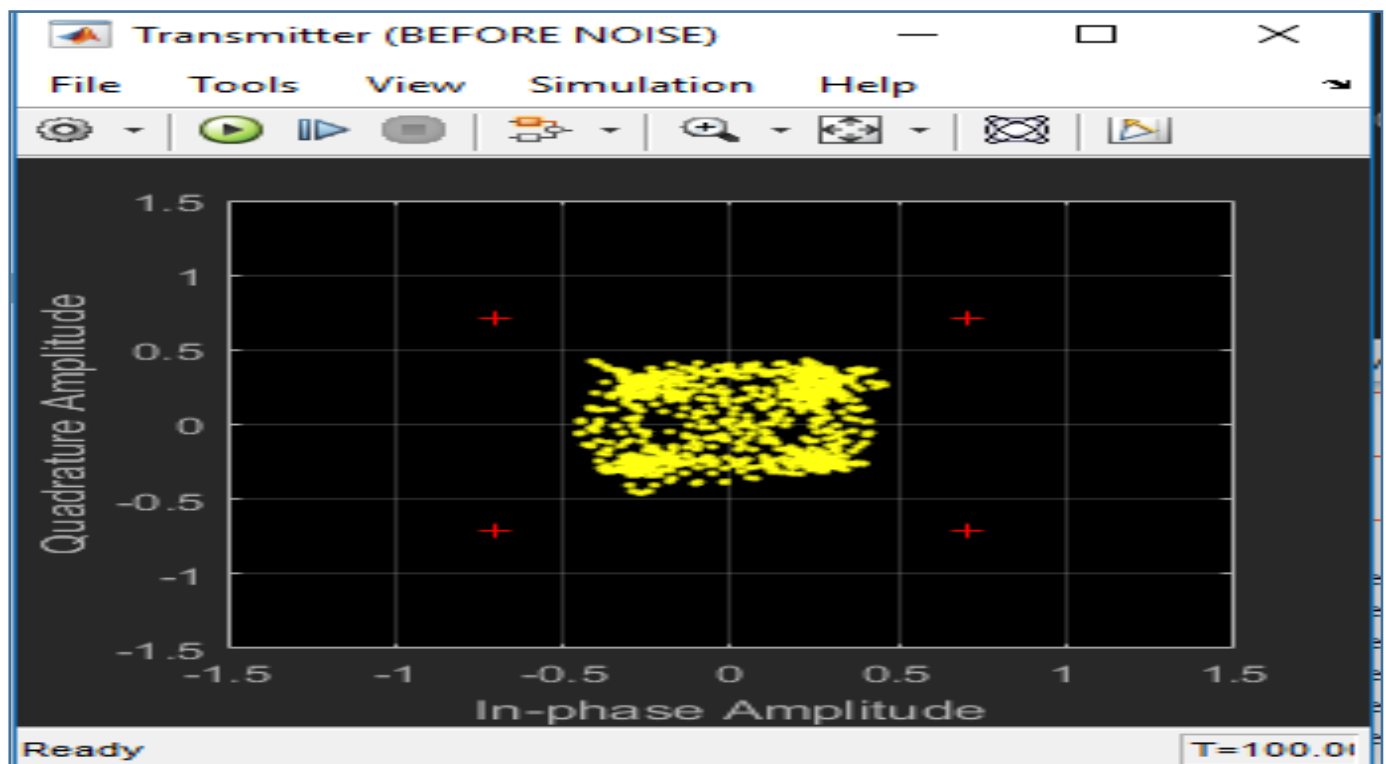 Transmitter (BEFORE NOISE)
File Tools View Simulation Help
1.5
1
0.5
0
-0.5
-1
-1.5
Quadrature Amplitude
-1.5 -1 -0.5 0 0.5 1 1.5
In-phase Amplitude
Ready